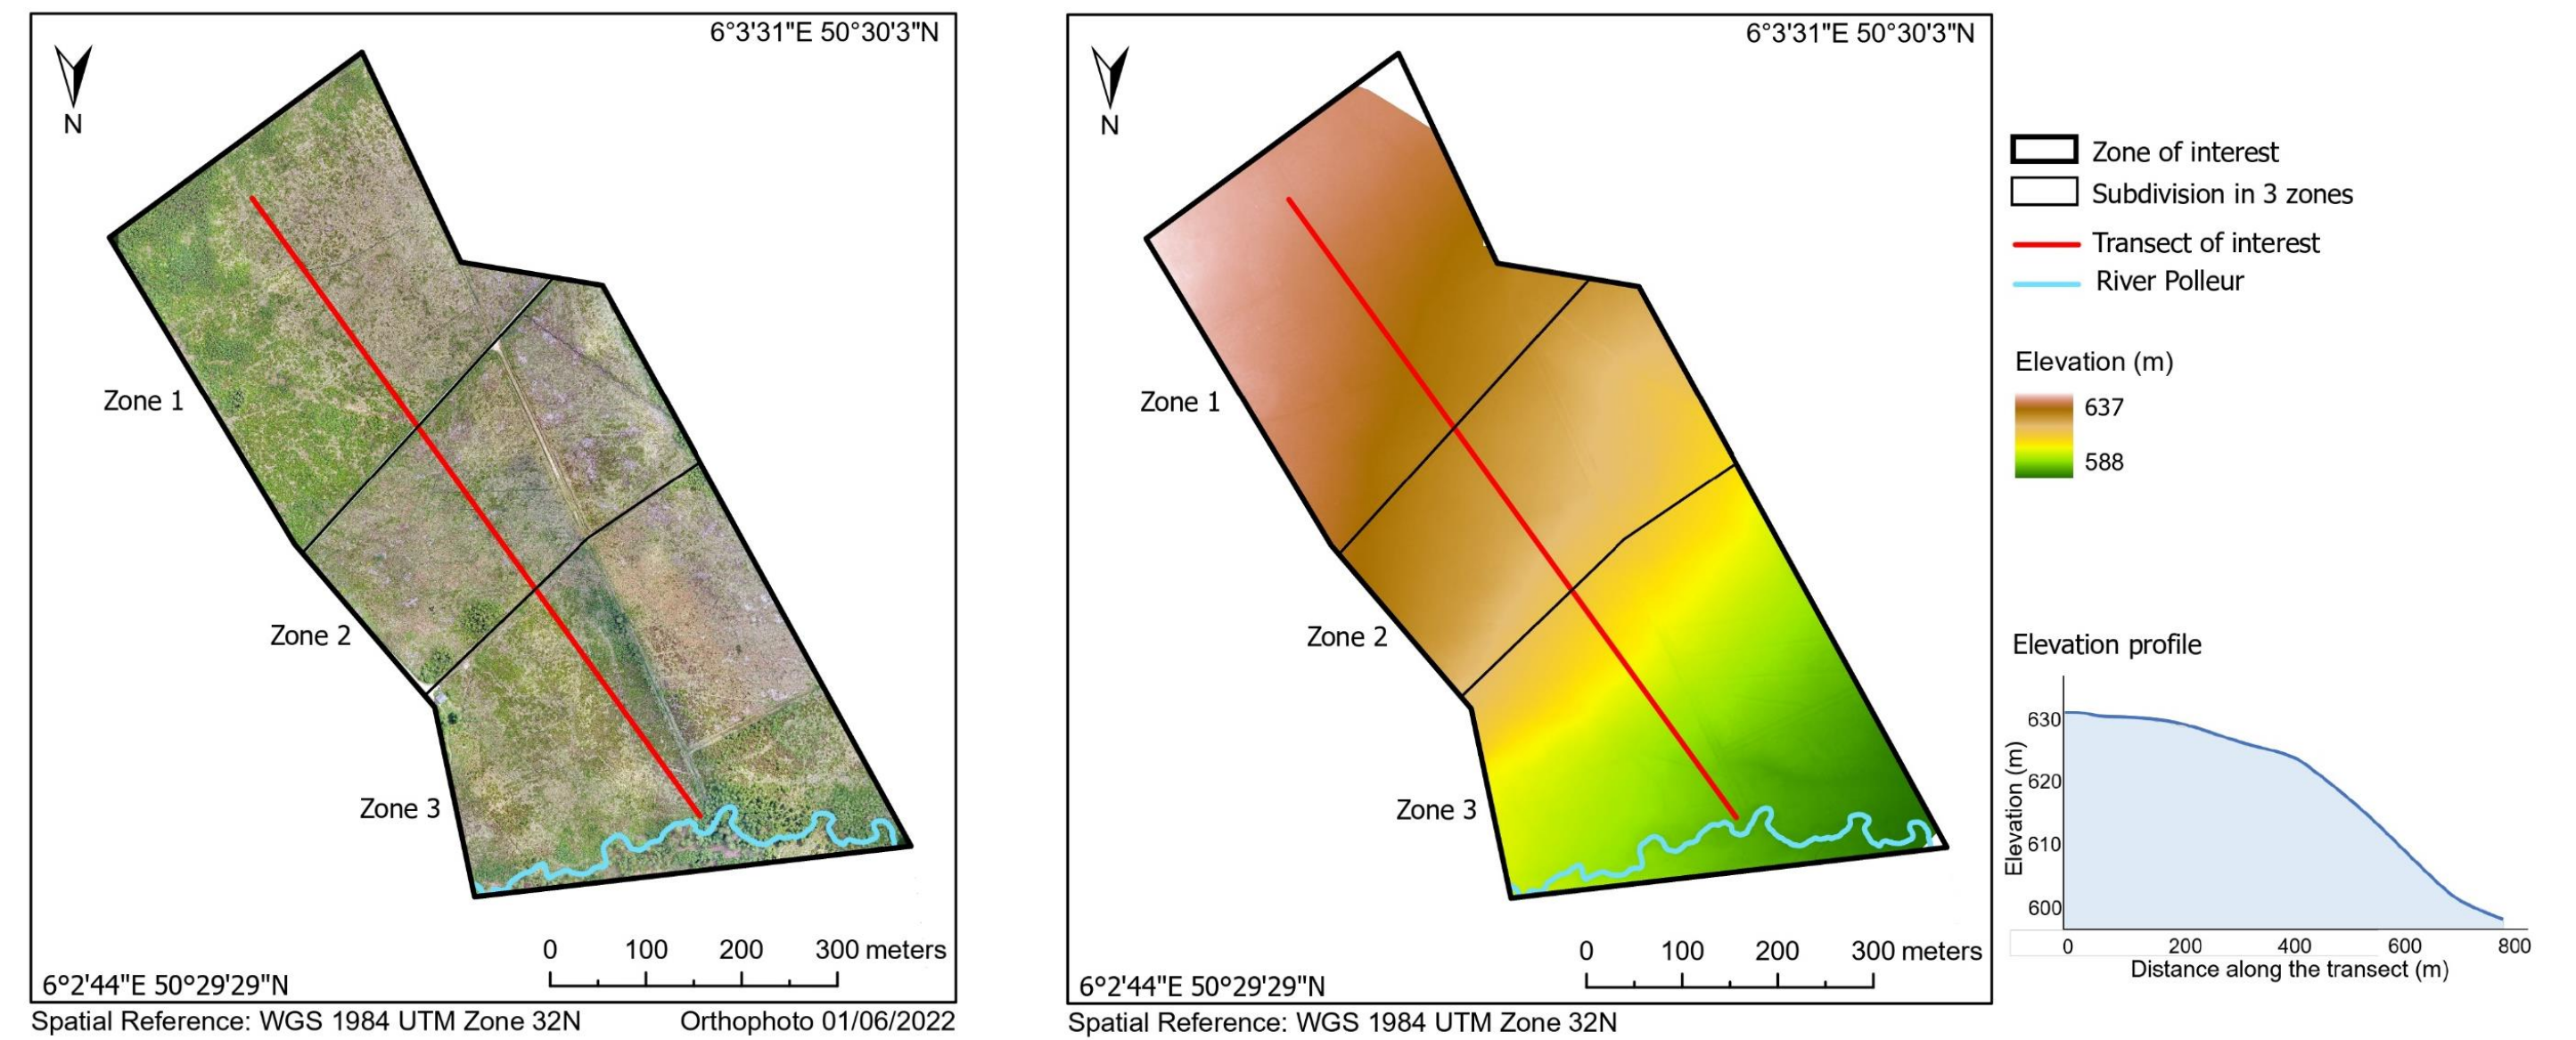 6°3'31"E 50°30'3"N
N
Zone 1
Zone 2
Zone 3
0 100 200 300 meters
6°2'44"E 50°29'29"N
Spatial Reference: WGS 1984 UTM Zone 32N Orthophoto 01/06/2022
6°3'31"E 50°30'3"N
N
Zone 1
Zone 2
Zone 3
0 100 200 300 meters
6°2'44"E 50°29'29"N
Spatial Reference: WGS 1984 UTM Zone 32N
Zone of interest
Subdivision in 3 zones
Transect of interest
River Polleur
Elevation (m)
637
588
Elevation profile
Elevation (m)
630
620
610
600
0 200 400 600 800
Distance along the transect (m)